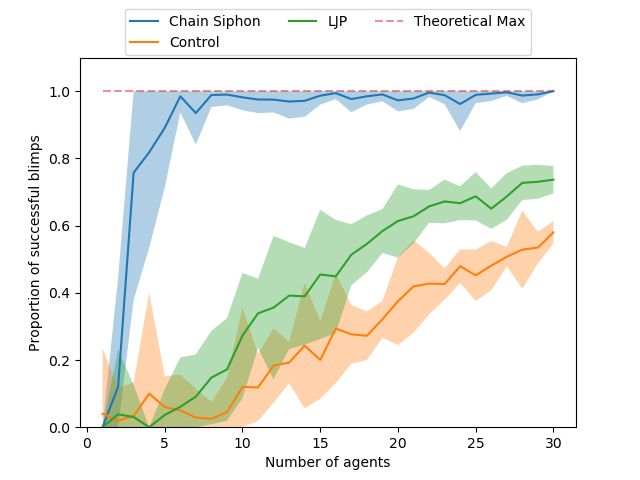 Chain Siphon
Control
LJP
Theoretical Max
1.0
0.8
0.6
0.4
0.2
0.0
Proportion of successful blimps
0 5 10 15 20 25 30
Number of agents